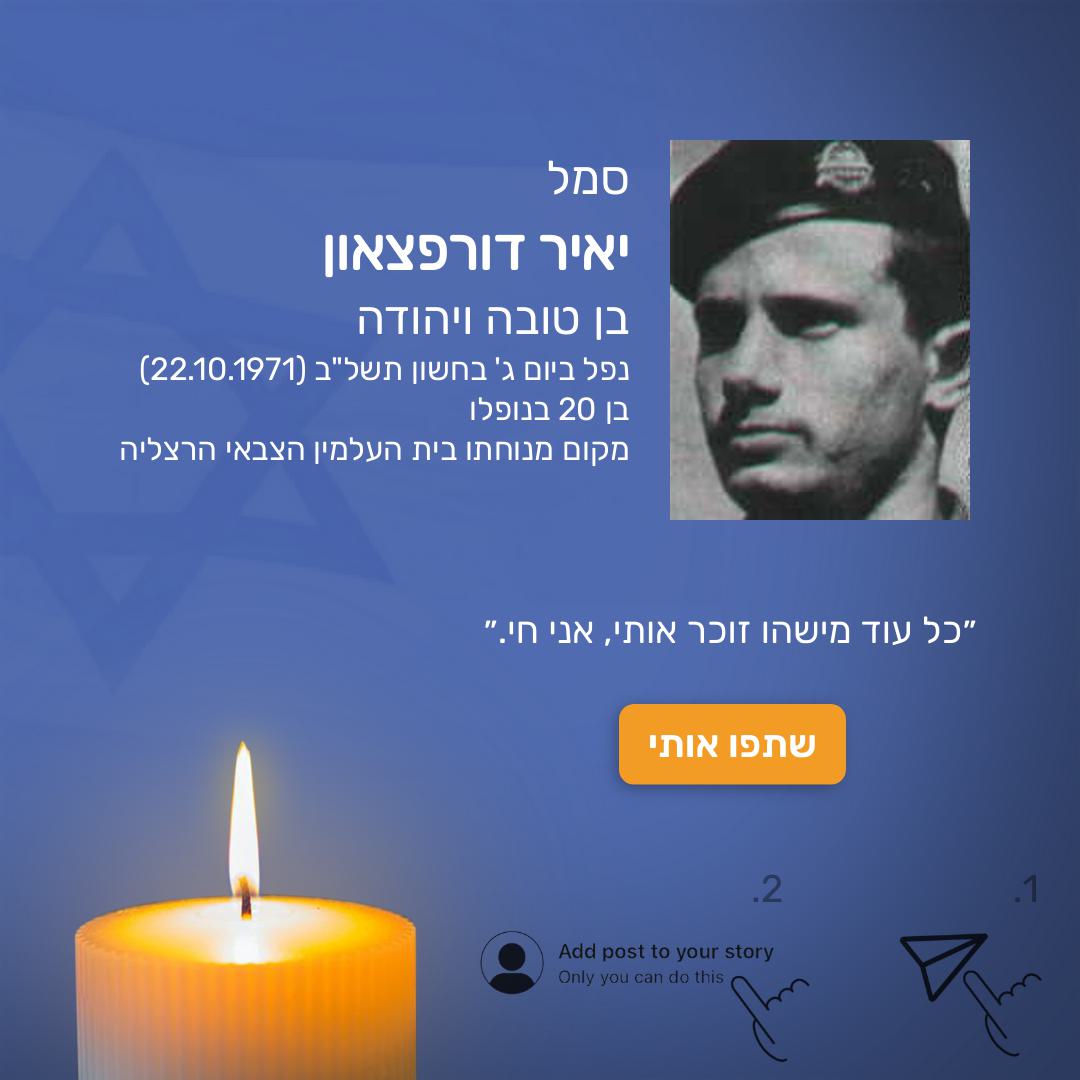 סמל
יאיר דורפצאון
בן טובה ויהודה
נפל ביום ג' בחשון תשל"ב (22.10.1971)
בן 20 בנופלו
מקום מנוחתו בית העלמין הצבאי הרצליה
״כל עוד מישהו זוכר אותי, אני חי.״
שתפו אותי
1.
2.
Add post to your story
Only you can do this